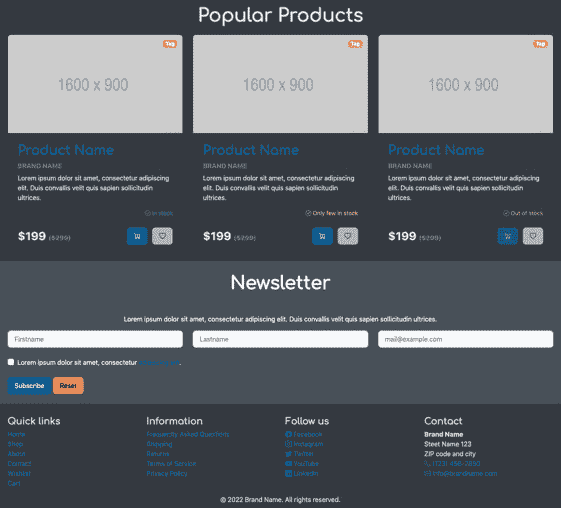 Popular Products
Tag Tag Tag
1600 x 900 1600 x 900 1600 x 900
Product Name Product Name Product Name
BRAND NAME BRAND NAME BRAND NAME
Lorem ipsum dolor sit amet, consectetur adipiscing Lorem ipsum dolor sit amet, consectetur adipiscing Lorem ipsum dolor sit amet, consectetur adipiscing
elit. Duis convallis velit quis sapien sollicitudin elit. Duis convallis velit quis sapien sollicitudin elit. Duis convallis velit quis sapien sollicitudin
ultrices. ultrices. ultrices.
In stock Only few in stock Out of stock
$199 ($299) $199 ($299) $199 ($299)
Newsletter
Lorem ipsum dolor sit amet, consectetur adipiscing elit. Duis convallis velit quis sapien sollicitudin ultrices.
Firstname Lastname mail@example.com
Lorem ipsum dolor sit amet, consectetur
Subscribe Reset
Quick links Information Follow us Contact
Home Frequently Asked Questions Facebook Brand Name
Shop Shipping Instagram Steet Name 123
About Returns Twitter ZIP code and city
Contact Terms of Service YouTube (123) 456-7890
Wishlist Privacy Policy LinkedIn info@brandname.com
Cart
© 2022 Brand Name. All rights reserved.